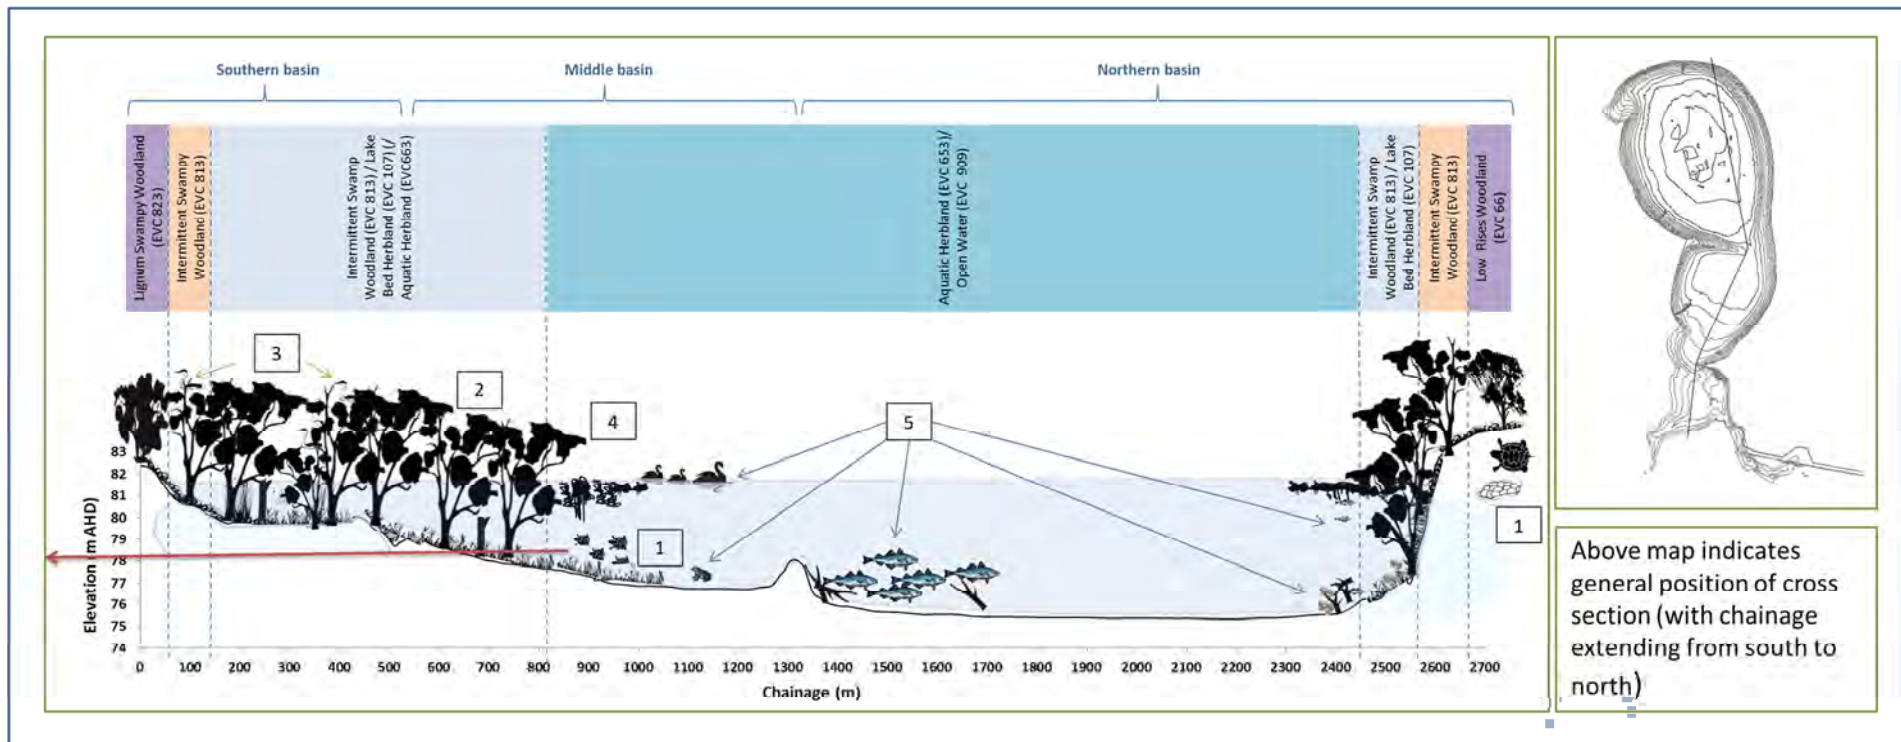 Southern basin
Middle basin
Northern basin
Lignum Swampy Woodland
(EVC 823)
Intermittent Swampy
Woodland (EVC 813)
Intermittent Swamp
Woodland (EVC 813) / Lake
Bed Herbland (EVC 107) (/
Aquatic Herbland (EVC663)
Aquatic Herbland (EVC 653)/
Open Water (EVC 909)
Intermittent Swamp
Woodland (EVC 813) / Lake
Bed Herbland (EVC 107)
Intermittent Swampy
Woodland (EVC 813)
Low Rises Woodland
(EVC 66)
3
2
4
5
1
1
Elevation m AHD
83
82
81
80
79
78
77
76
75
74
0 100 200 300 400 500 600 700 800 900 1000 1100 1200 1300 1400 1500 1600 1700 1800 1900 2000 2100 2200 2300 2400 2500 2600 2700
Chainage (m)
Above map indicates
general position of cross
section (with chainage
extending from south to
north)